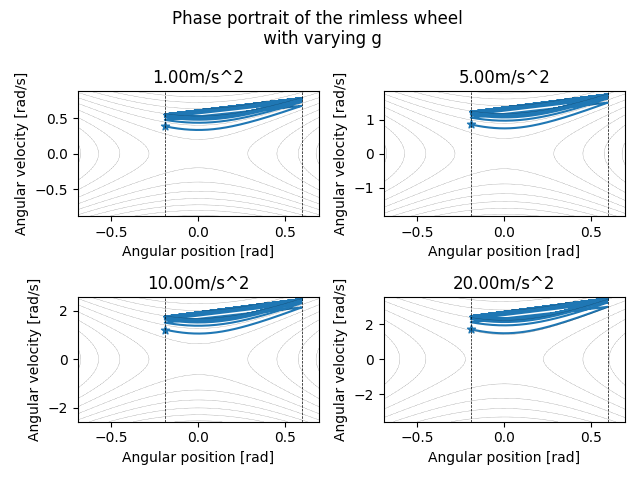 Phase portrait of the rimless wheel
with varying g
1.00m/s^2
5.00m/s^2
Angular velocity [rad/s]
0.5
0.0
−0.5
−0.5
0.0
0.5
Angular position [rad]
Angular velocity [rad/s]
1
0
−1
−0.5
0.0
0.5
Angular position [rad]
10.00m/s^2
20.00m/s^2
Angular velocity [rad/s]
2
0
−2
−0.5
0.0
0.5
Angular position [rad]
Angular velocity [rad/s]
2
0
−2
−0.5
0.0
0.5
Angular position [rad]